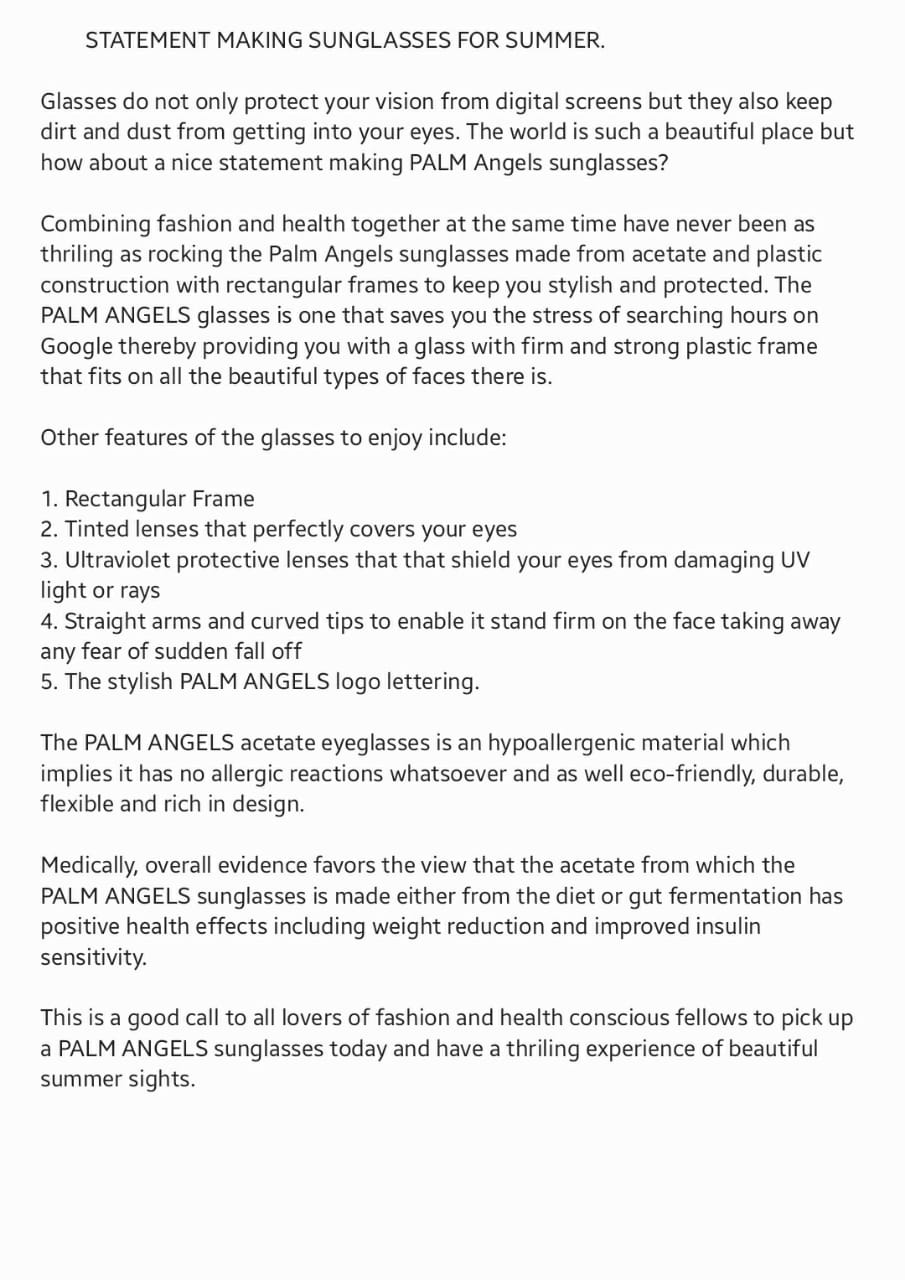 STATEMENT MAKING SUNGLASSES FOR SUMMER.
Glasses do not only protect your vision from digital screens but they also keep
dirt and dust from getting into your eyes. The world is such a beautiful place but
how about a nice statement making PALM Angels sunglasses?
Combining fashion and health together at the same time have never been as
thriling as rocking the Palm Angels sunglasses made from acetate and plastic
construction with rectangular frames to keep you stylish and protected. The
PALM ANGELS glasses is one that saves you the stress of searching hours on
Google thereby providing you with a glass with firm and strong plastic frame
that fits on all the beautiful types of faces there is.
Other features of the glasses to enjoy include:
1. Rectangular Frame
2. Tinted lenses that perfectly covers your eyes
3. Ultraviolet protective lenses that that shield your eyes from damaging UV
light or rays
4. Straight arms and curved tips to enable it stand firm on the face taking away
any fear of sudden fall off
5. The stylish PALM ANGELS logo lettering.
The PALM ANGELS acetate eyeglasses is an hypoallergenic material which
implies it has no allergic reactions whatsoever and as well eco-friendly, durable,
flexible and rich in design.
Medically, overall evidence favors the view that the acetate from which the
PALM ANGELS sunglasses is made either from the diet or gut fermentation has
positive health effects including weight reduction and improved insulin
sensitivity.
This is a good call to all lovers of fashion and health conscious fellows to pick up
a PALM ANGELS sunglasses today and have a thriling experience of beautiful
summer sights.